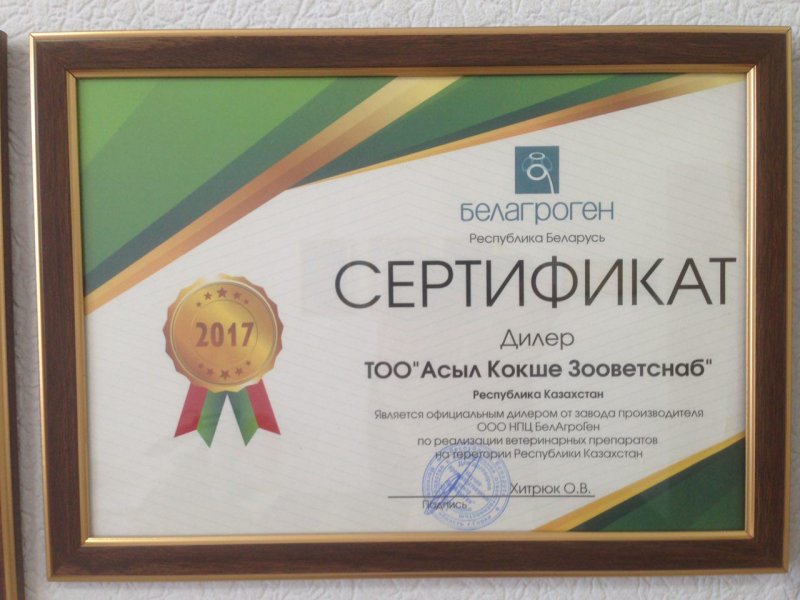 БЕЛАГРОГЕН
Республика Беларусь
СЕРТИФИКАТ
Дилер
ТОО"Асыл Кокше Зооветснаб"
Республика Казахстан
Является официальным дилером от завода производителя
ООО НПЦ БелАгроГен
по реализации ветеринарных препаратов
на теретории Республики Казахстан
Хитрюк О.В.
Подпись
2017